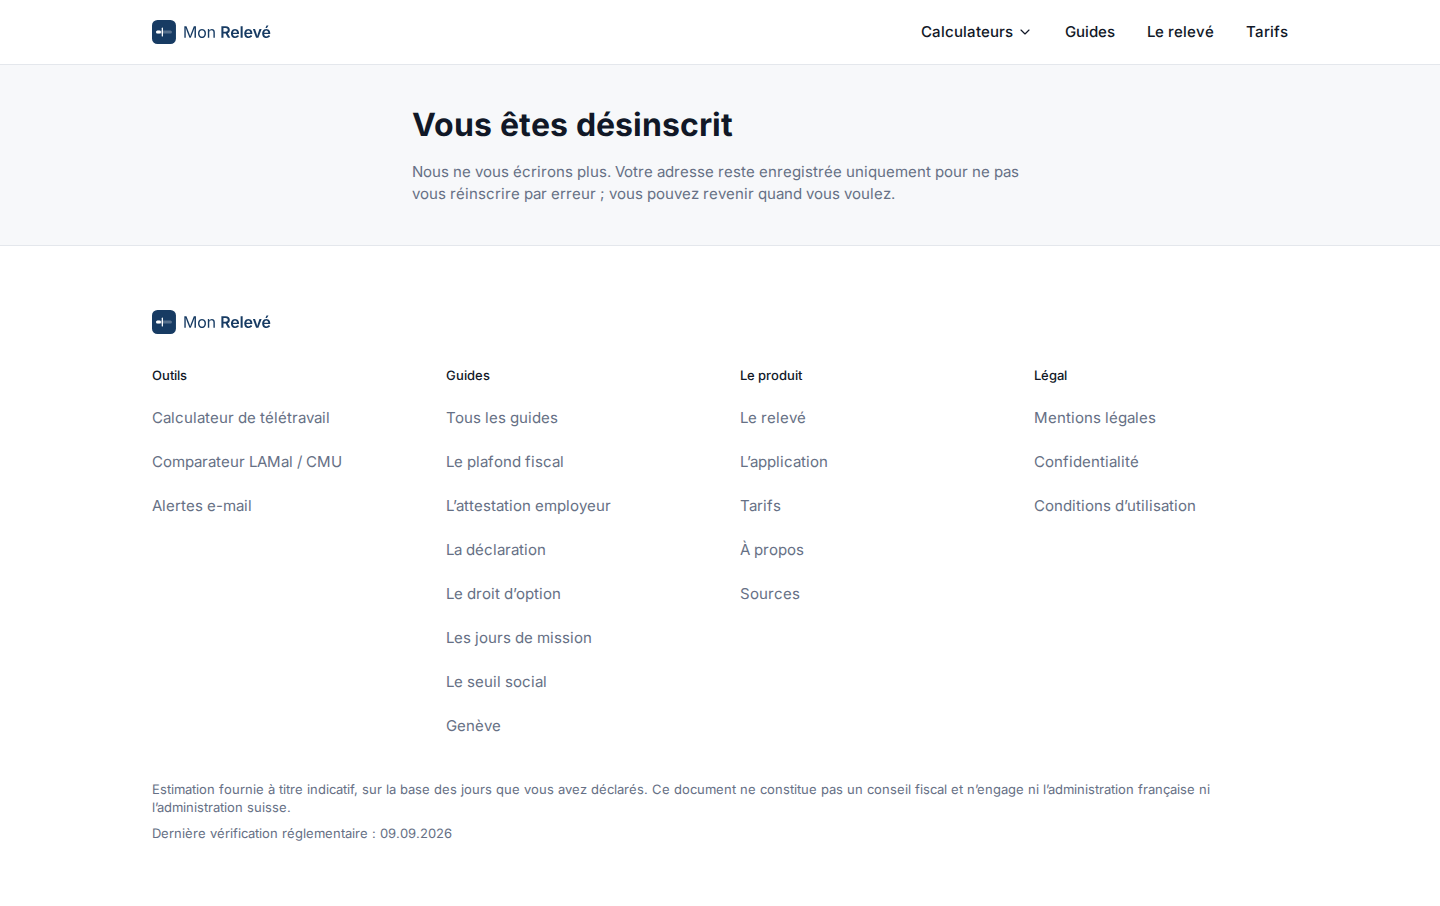 Mon Relevé
Calculateurs
Guides
Le relevé
Tarifs
Vous êtes désinscrit
Nous ne vous écrirons plus. Votre adresse reste enregistrée uniquement pour ne pas
vous réinscrire par erreur ; vous pouvez revenir quand vous voulez.
Mon Relevé
Outils
Calculateur de télétravail
Comparateur LAMal / CMU
Alertes e-mail
Guides
Tous les guides
Le plafond fiscal
L’attestation employeur
La déclaration
Le droit d’option
Les jours de mission
Le seuil social
Genève
Le produit
Le relevé
L’application
Tarifs
À propos
Sources
Légal
Mentions légales
Confidentialité
Conditions d’utilisation
Estimation fournie à titre indicatif, sur la base des jours que vous avez déclarés. Ce document ne constitue pas un conseil fiscal et n’engage ni l’administration française ni
l’administration suisse.
Dernière vérification réglementaire : 09.09.2026